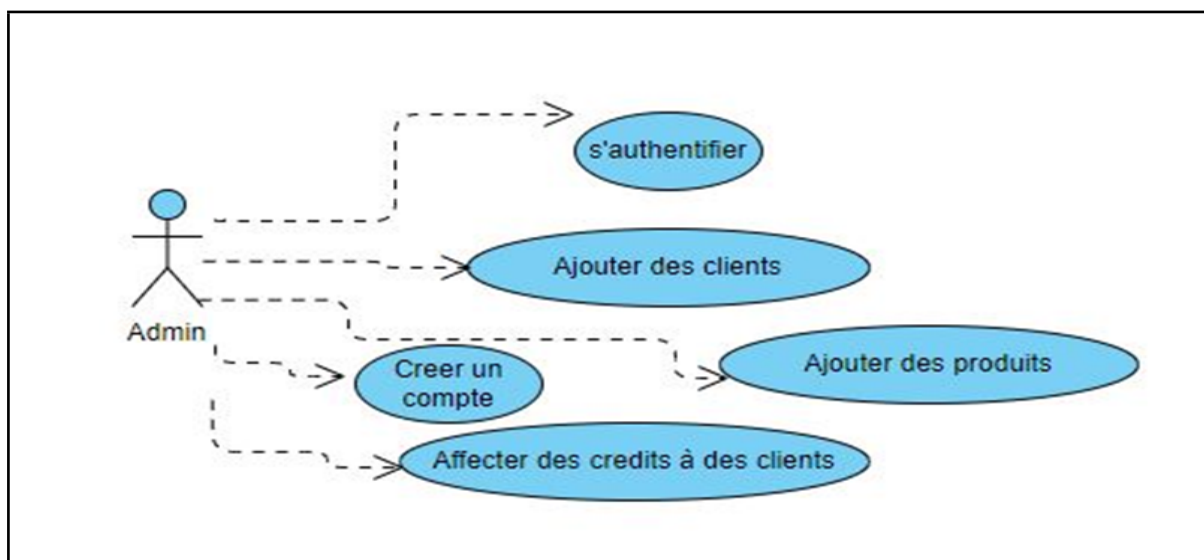 s'authentifier
Ajouter des clients
Admin
Ajouter des produits
Creer un
compte
Affecter des credits à des clients